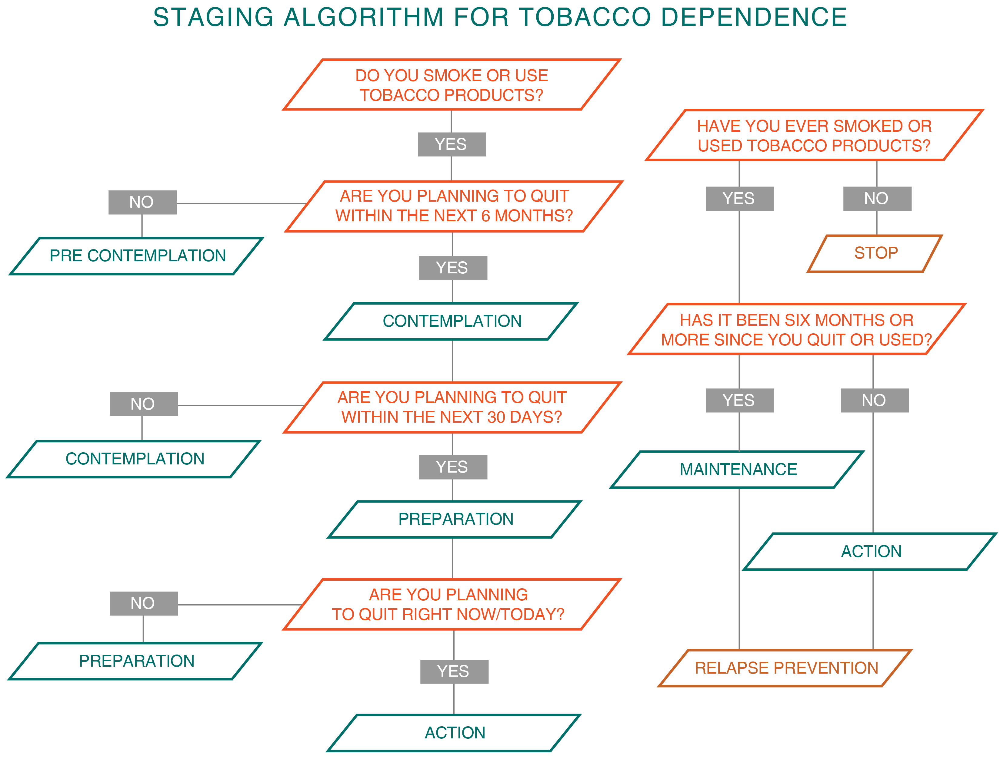 STAGING ALGORITHM FOR TOBACCO DEPENDENCE
DO YOU SMOKE OR USE
TOBACCO PRODUCTS?
YES
ARE YOU PLANNING TO QUIT
WITHIN THE NEXT 6 MONTHS?
NO
PRE CONTEMPLATION
YES
CONTEMPLATION
ARE YOU PLANNING TO QUIT
WITHIN THE NEXT 30 DAYS?
NO
CONTEMPLATION
YES
PREPARATION
ARE YOU PLANNING
TO QUIT RIGHT NOW/TODAY?
NO
PREPARATION
YES
ACTION
HAVE YOU EVER SMOKED OR
USED TOBACCO PRODUCTS?
YES
NO
STOP
HAS IT BEEN SIX MONTHS OR
MORE SINCE YOU QUIT OR USED?
YES
NO
MAINTENANCE
ACTION
RELAPSE PREVENTION